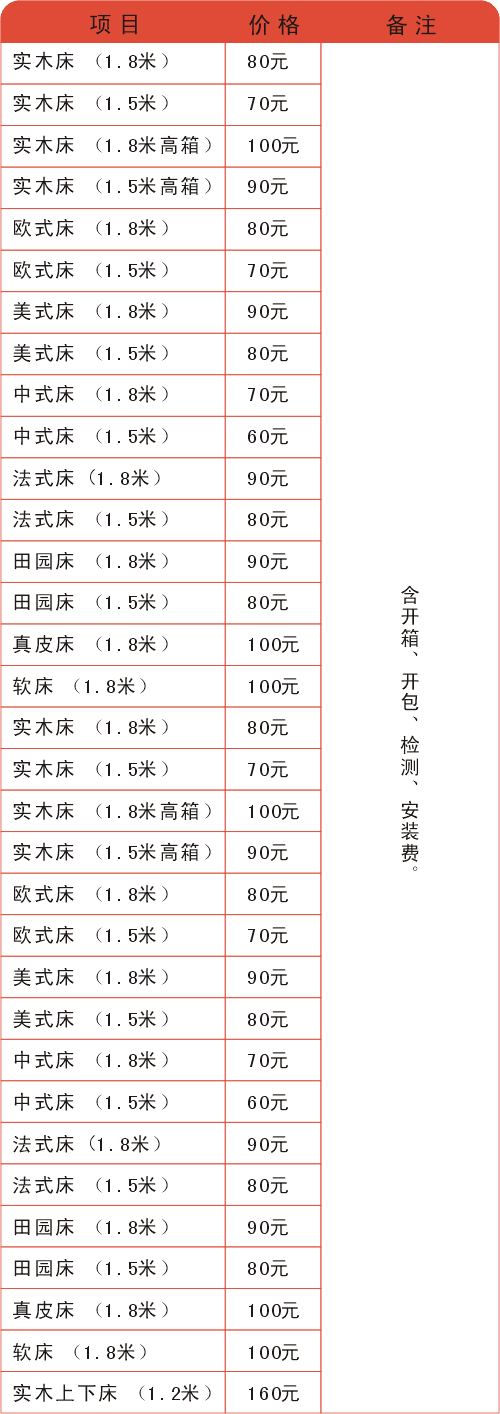 项目 价格 备注
实木床 （1.8米） 80元
实木床 （1.5米） 70元
实木床 （1.8米高箱） 100元
实木床 （1.5米高箱） 90元
欧式床 （1.8米） 80元
欧式床 （1.5米） 70元
美式床 （1.8米） 90元
美式床 （1.5米） 80元
中式床 （1.8米） 70元
中式床 （1.5米） 60元
法式床（1.8米） 90元
法式床 （1.5米） 80元
田园床 （1.8米） 90元
田园床 （1.5米） 80元
真皮床 （1.8米） 100元
软床 （1.8米） 100元
实木床 （1.8米） 80元
实木床 （1.5米） 70元
实木床 （1.8米高箱） 100元
实木床 （1.5米高箱） 90元
欧式床 （1.8米） 80元
欧式床 （1.5米） 70元
美式床 （1.8米） 90元
美式床 （1.5米） 80元
中式床 （1.8米） 70元
中式床 （1.5米） 60元
法式床（1.8米） 90元
法式床 （1.5米） 80元
田园床 （1.8米） 90元
田园床 （1.5米） 80元
真皮床 （1.8米） 100元
软床 （1.8米） 100元
实木上下床 （1.2米） 160元
含开箱、开包、检测、安装费。